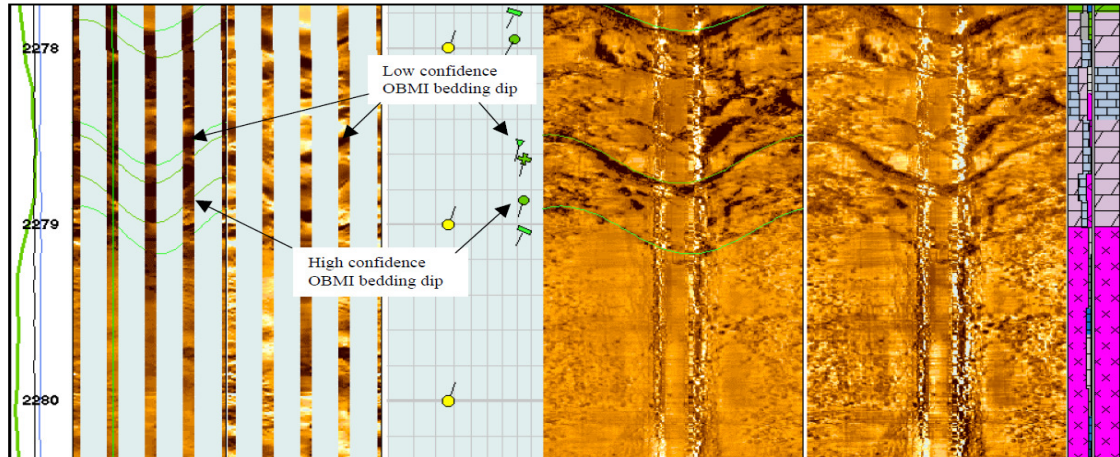 2278
Low confidence
OBMI bedding dip
2279
High confidence
OBMI bedding dip
2280